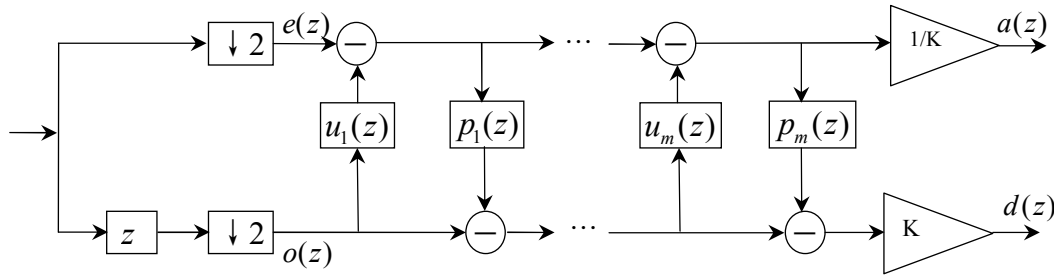 ↓ 2
e(z)
−
···
−
1/K
a(z)
u₁(z)
p₁(z)
uₘ(z)
pₘ(z)
z
↓ 2
o(z)
−
···
−
K
d(z)